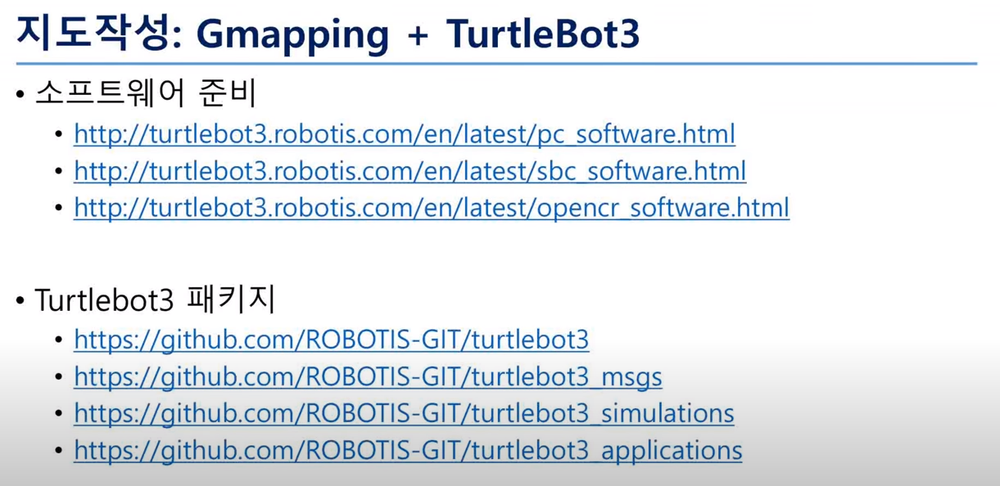 지도작성: Gmapping + TurtleBot3
• 소프트웨어 준비
• http://turtlebot3.robotis.com/en/latest/pc_software.html
• http://turtlebot3.robotis.com/en/latest/sbc_software.html
• http://turtlebot3.robotis.com/en/latest/opencr_software.html
• Turtlebot3 패키지
• https://github.com/ROBOTIS-GIT/turtlebot3
• https://github.com/ROBOTIS-GIT/turtlebot3_msgs
• https://github.com/ROBOTIS-GIT/turtlebot3_simulations
• https://github.com/ROBOTIS-GIT/turtlebot3_applications